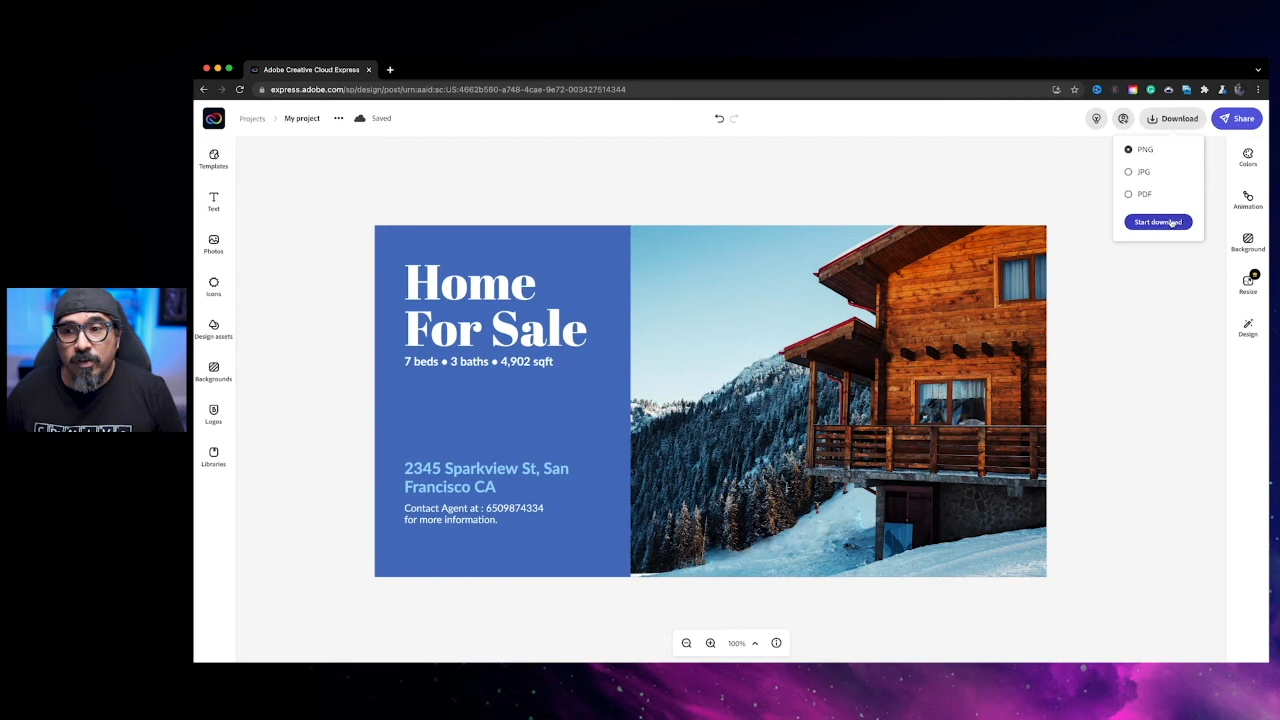 Adobe Creative Cloud Express
express.adobe.com/sp/design/post/urn:aaid:sc:US:4662b560-a748-4cae-9e72-003427514344
Projects > My project ••• Saved
Download
Share
PNG
JPG
PDF
Start download
Templates
Text
Photos
Icons
Design assets
Backgrounds
Logos
Libraries
Home
For Sale
7 beds • 3 baths • 4,902 sqft
2345 Sparkview St, San
Francisco CA
Contact Agent at : 6509874334
for more information.
Colors
Animation
Background
Resize
Design
100%